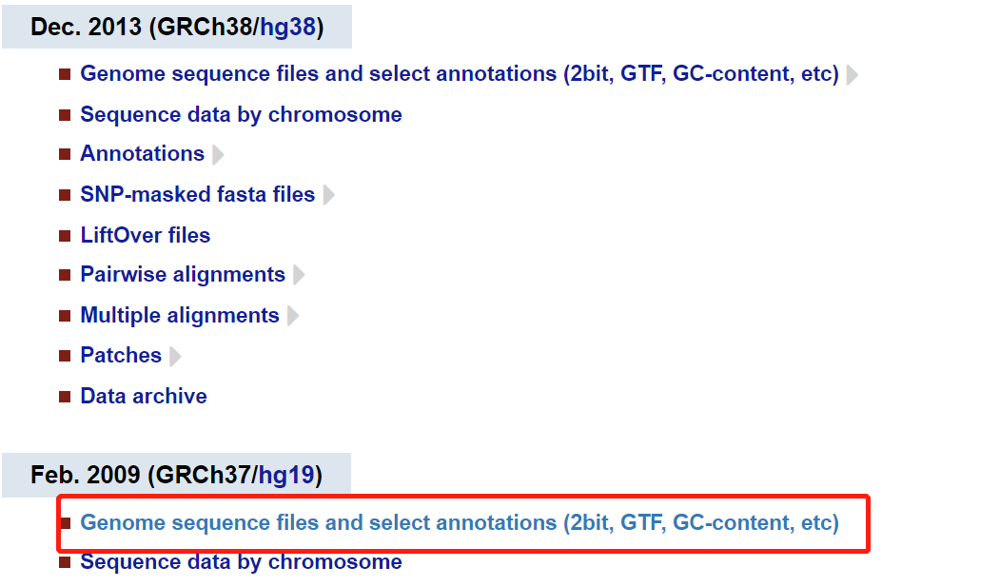 Dec. 2013 (GRCh38/hg38)
Genome sequence files and select annotations (2bit, GTF, GC-content, etc)
Sequence data by chromosome
Annotations
SNP-masked fasta files
LiftOver files
Pairwise alignments
Multiple alignments
Patches
Data archive
Feb. 2009 (GRCh37/hg19)
Genome sequence files and select annotations (2bit, GTF, GC-content, etc)
Sequence data by chromosome